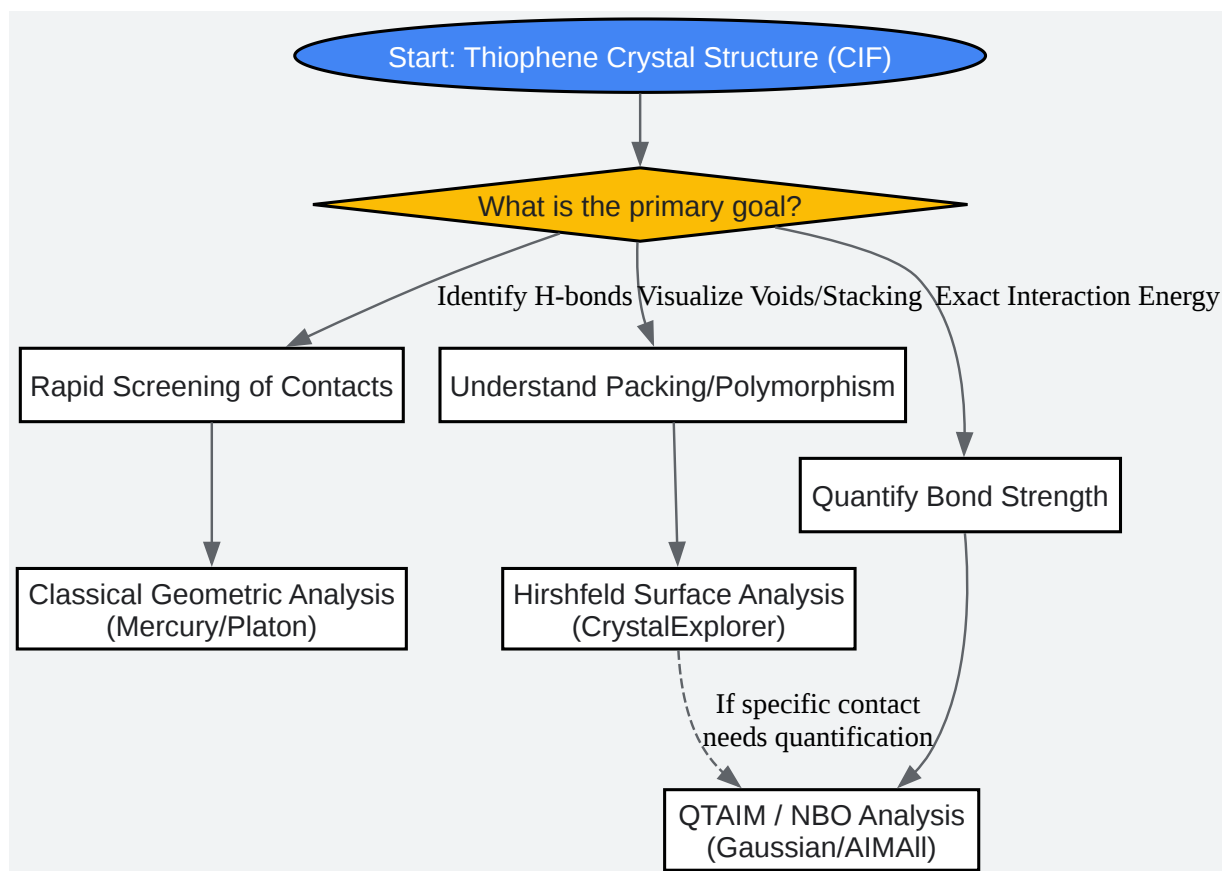 Start: Thiophene Crystal Structure (CIF)
What is the primary goal?
Identify H-bonds
Visualize Voids/Stacking
Exact Interaction Energy
Rapid Screening of Contacts
Understand Packing/Polymorphism
Quantify Bond Strength
Classical Geometric Analysis
(Mercury/Platon)
Hirshfeld Surface Analysis
(CrystalExplorer)
If specific contact
needs quantification
QTAIM / NBO Analysis
(Gaussian/AIMAll)